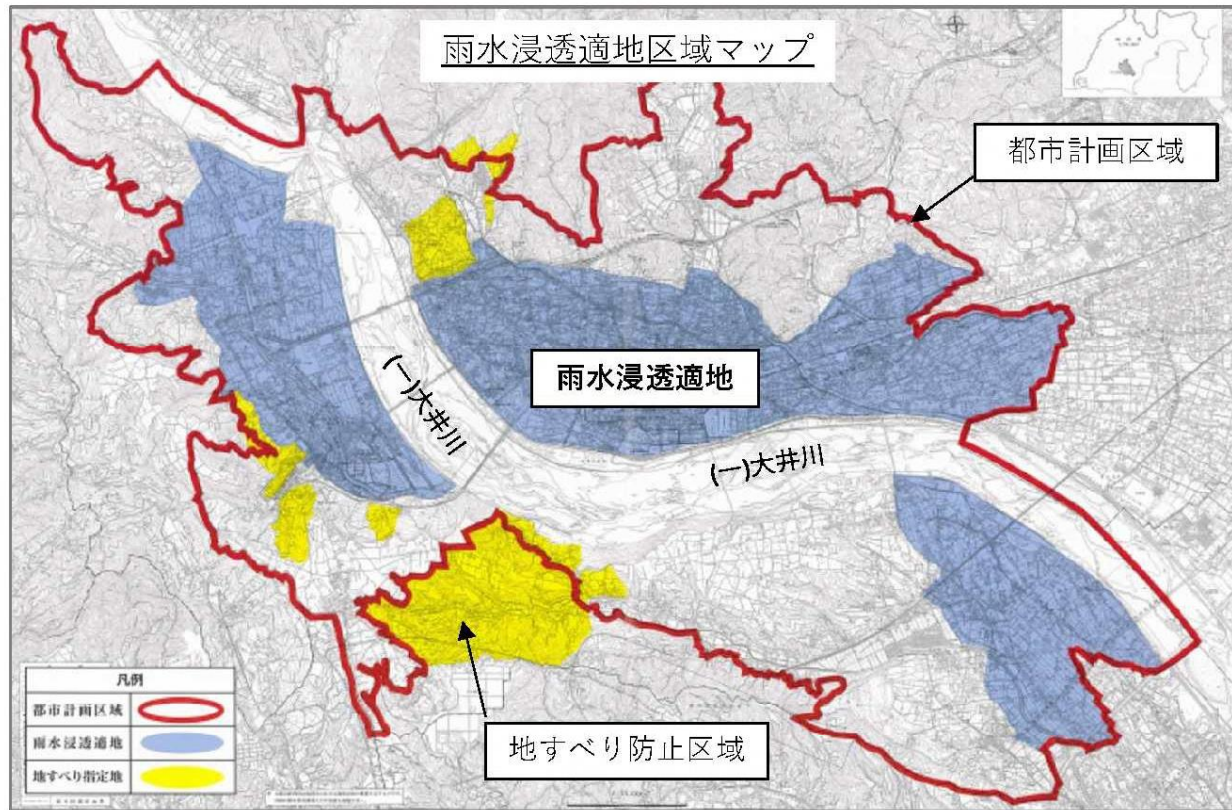 雨水浸透適地区域マップ
都市計画区域
雨水浸透適地
(一)大井川
(一)大井川
地すべり防止区域
凡例
都市計画区域
雨水浸透適地
地すべり指定地